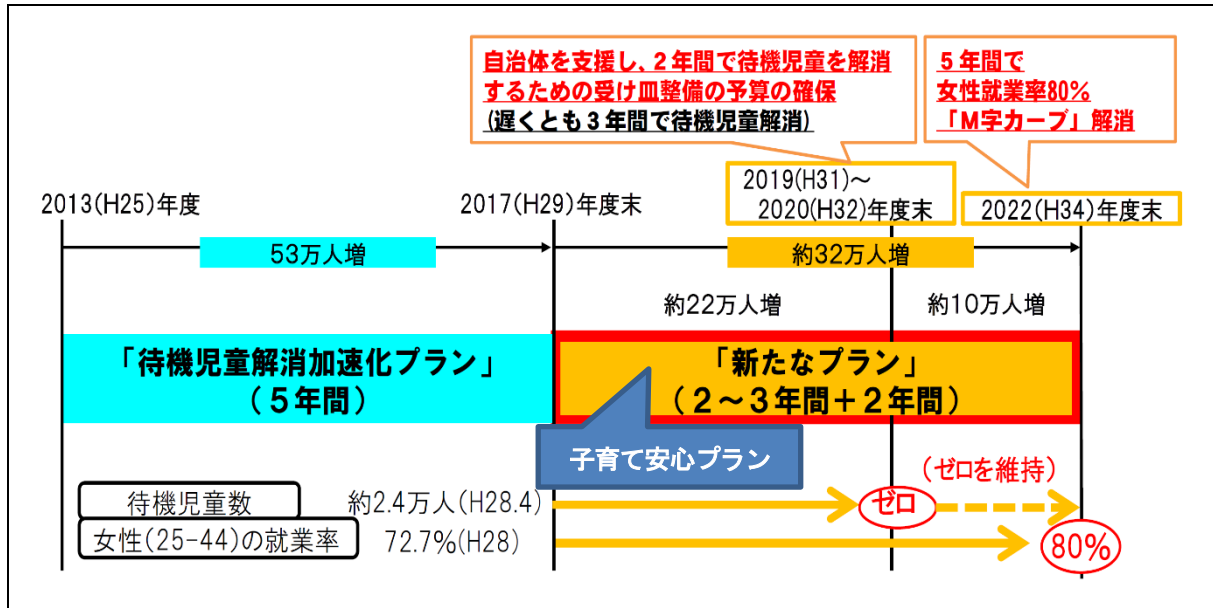 自治体を支援し、2年間で待機児童を解消
するための受け皿整備の予算の確保
(遅くとも3年間で待機児童解消)
5年間で
女性就業率80%
「M字カーブ」解消
2013(H25)年度
2017(H29)年度末
2019(H31)～
2020(H32)年度末
2022(H34)年度末
53万人増
約32万人増
約22万人増
約10万人増
「待機児童解消加速化プラン」
(5年間)
「新たなプラン」
(2～3年間+2年間)
子育て安心プラン
待機児童数
約2.4万人(H28.4)
ゼロ
(ゼロを維持)
女性(25-44)の就業率
72.7%(H28)
80%